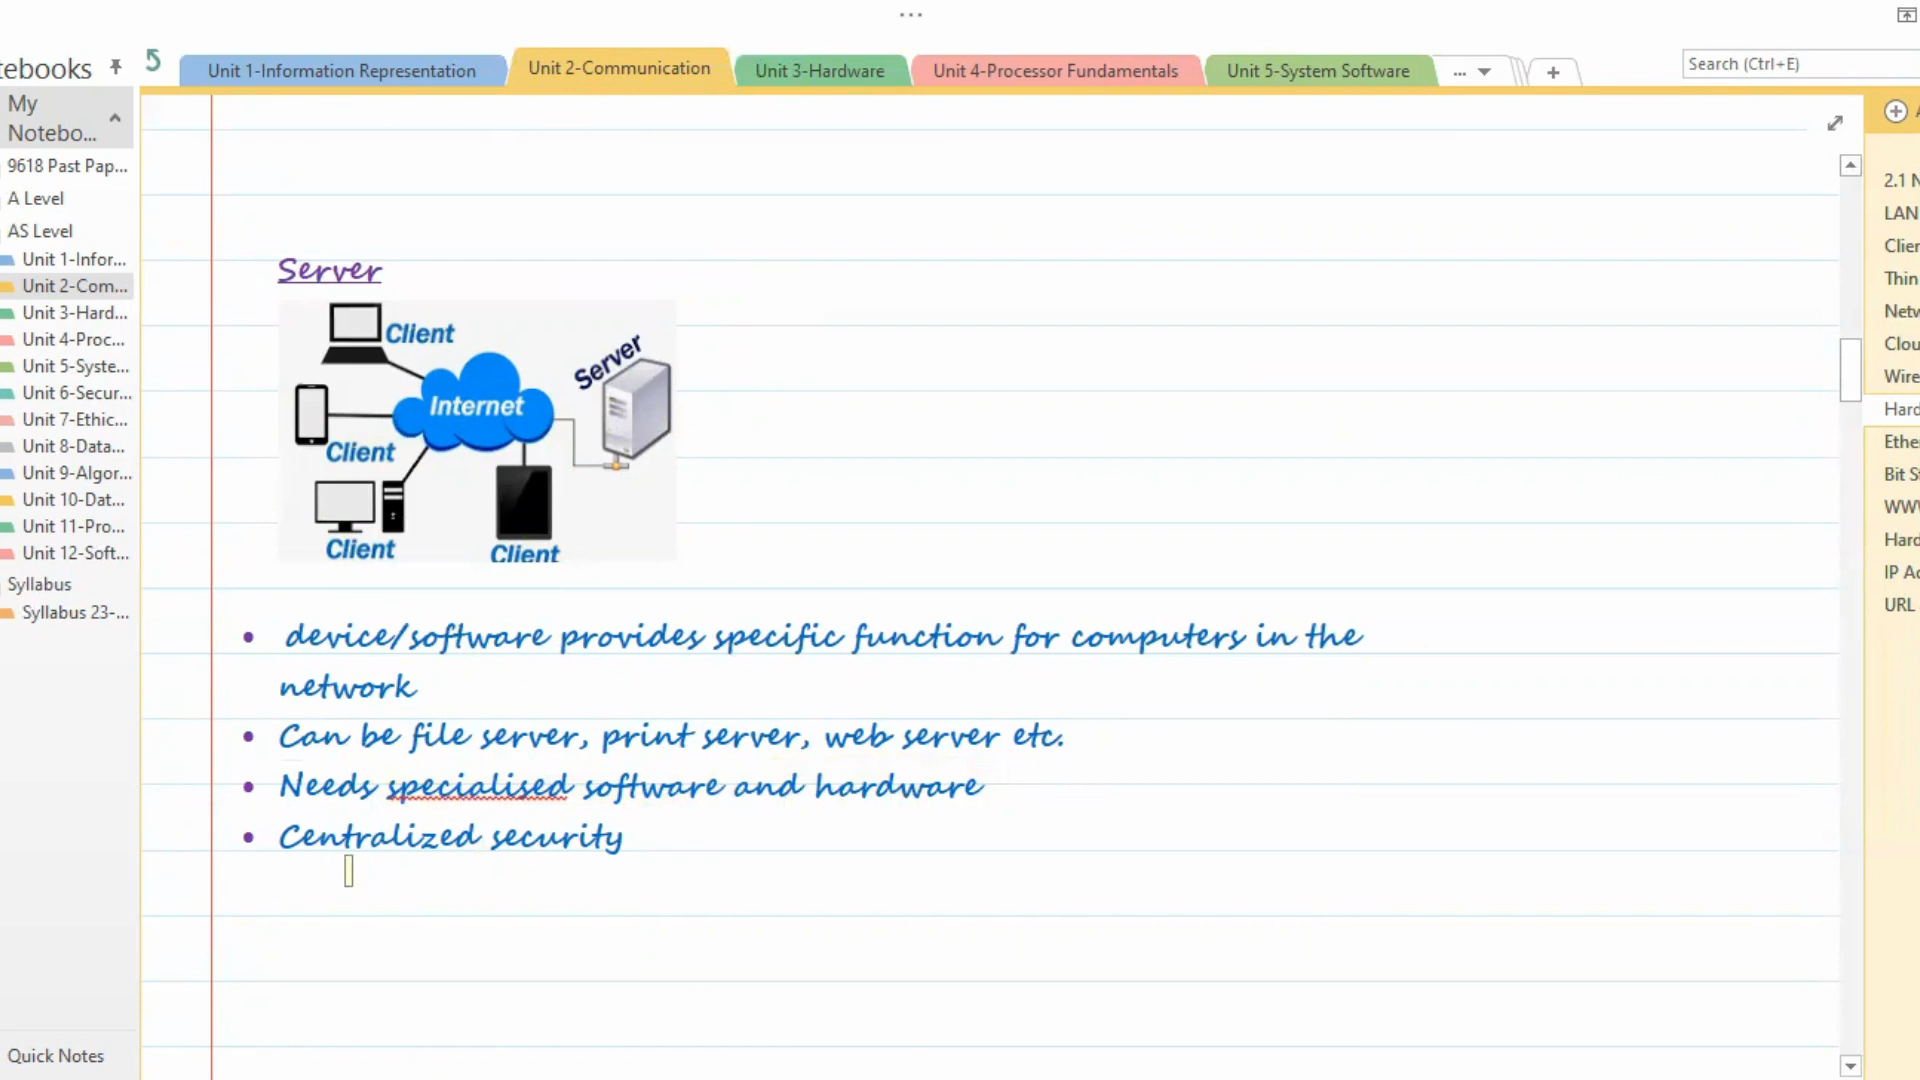 ...
tebooks
Unit 1-Information Representation
Unit 2-Communication
Unit 3-Hardware
Unit 4-Processor Fundamentals
Unit 5-System Software
...
Search (Ctrl+E)
My
Notebo...
9618 Past Pap...
A Level
AS Level
Unit 1-Infor...
Unit 2-Com...
Unit 3-Hard...
Unit 4-Proc...
Unit 5-Syste...
Unit 6-Secur...
Unit 7-Ethic...
Unit 8-Data...
Unit 9-Algor...
Unit 10-Dat...
Unit 11-Pro...
Unit 12-Soft...
Syllabus
Syllabus 23-...
Quick Notes
Server
Client
Server
Internet
Client
Client
Client
• device/software provides specific function for computers in the
network
• Can be file server, print server, web server etc.
• Needs specialised software and hardware
• Centralized security
2.1 N
LAN
Clier
Thin
Netw
Clou
Wire
Hard
Ether
Bit St
WWW
Hard
IP Ac
URL